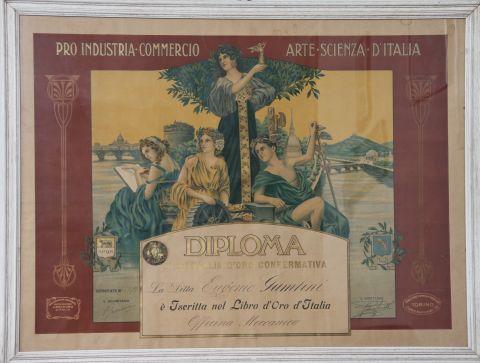 PRO INDUSTRIA·COMMERCIO ARTE·SCIENZA·D'ITALIA
DIPLOMA
MEDAGLIA D'ORO CONFERMATIVA
La Ditta Eugenio
è Iscritta nel Libro d'Oro d'Italia
Officina Meccanica
TORINO